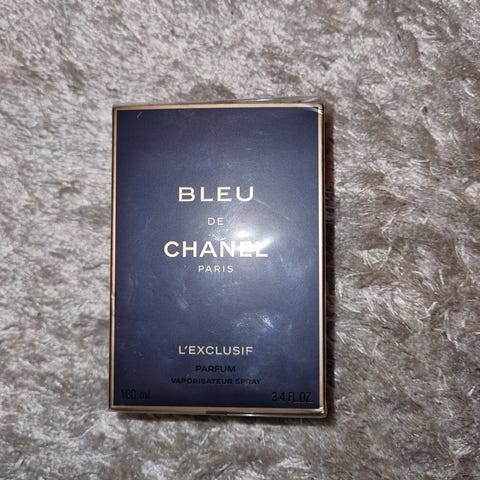 BLEU
DE
CHANEL
PARIS
L'EXCLUSIF
PARFUM
VAPORISATEUR SPRAY
100 ml 3.4 FL.OZ.